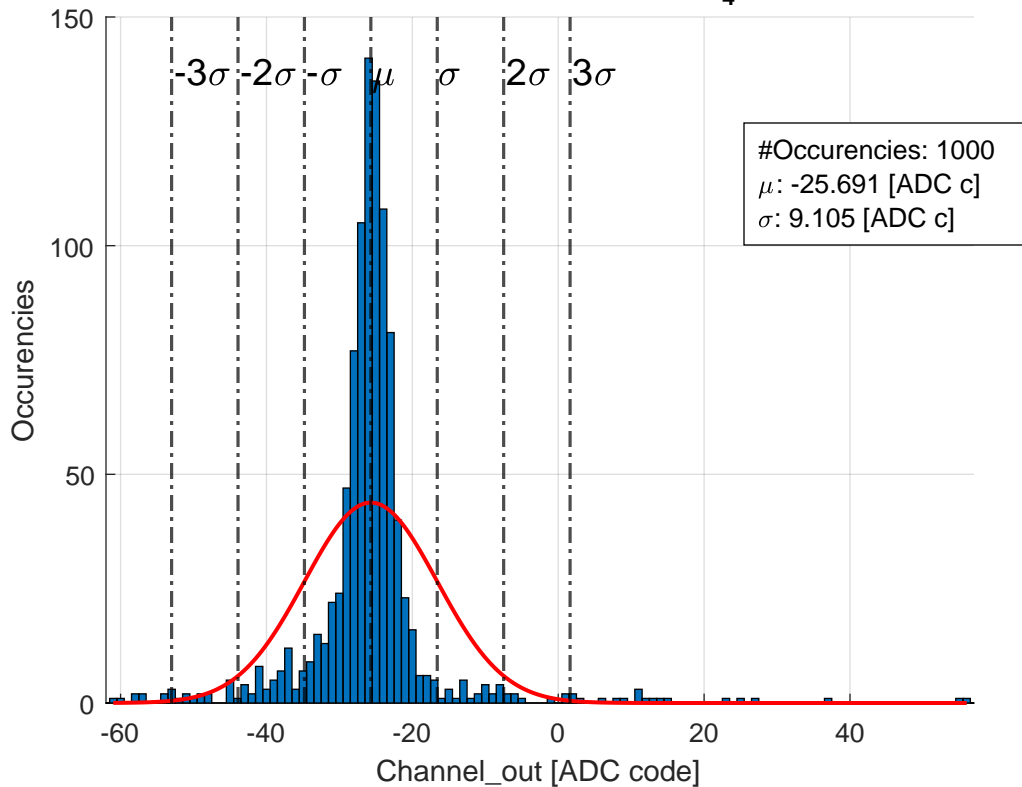 4
150
-3σ -2σ -σ μ σ 2σ 3σ
#Occurencies: 1000
μ: -25.691 [ADC c]
σ: 9.105 [ADC c]
100
Occurencies
50
0
-60 -40 -20 0 20 40
Channel_out [ADC code]